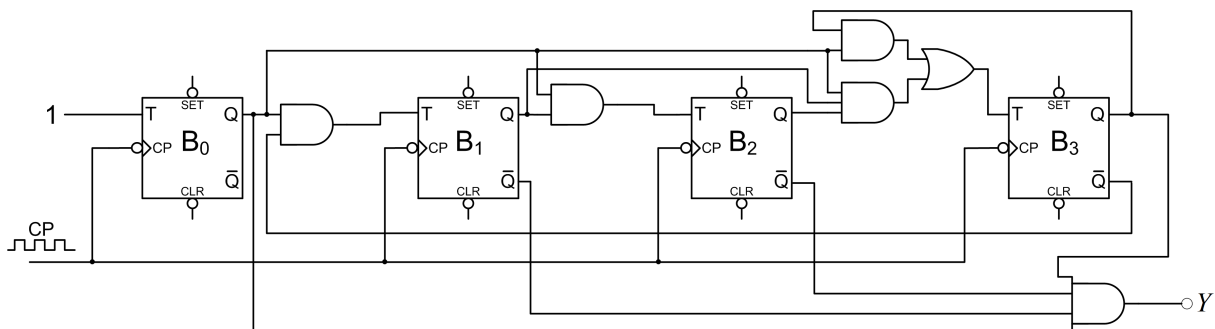 1
T
SET
Q
B0
CP
Q̅
CLR
T
SET
Q
B1
CP
Q̅
CLR
T
SET
Q
B2
CP
Q̅
CLR
T
SET
Q
B3
CP
Q̅
CLR
CP
Y